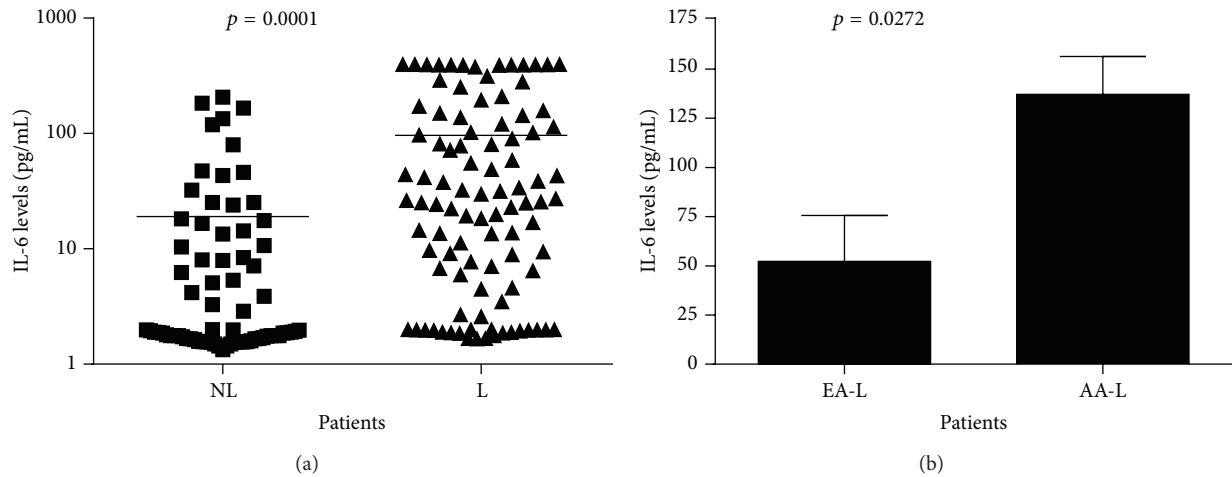 p = 0.0001
IL-6 levels (pg/mL)
1000
100
10
1
NL
L
Patients
(a)
p = 0.0272
IL-6 levels (pg/mL)
175
150
125
100
75
50
25
0
EA-L
AA-L
Patients
(b)